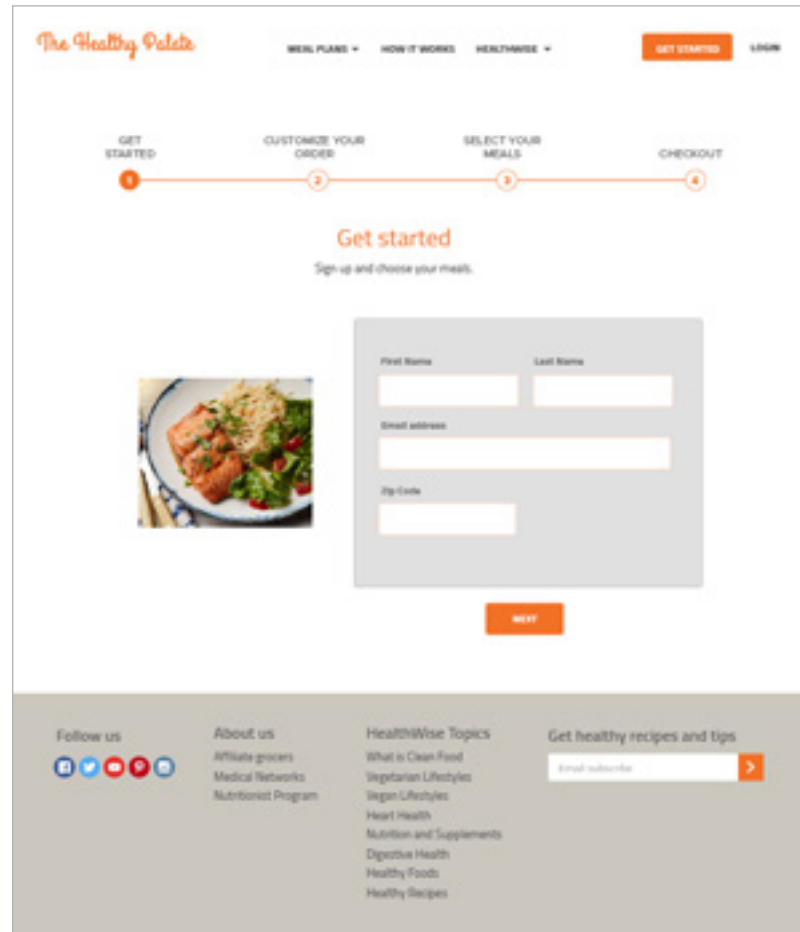 The Healthy Palate
MEAL PLANS HOW IT WORKS HEALTHWISE
GET STARTED LOGIN
GET
STARTED
CUSTOMIZE YOUR
ORDER
SELECT YOUR
MEALS
CHECKOUT
1 2 3 4
Get started
Sign up and choose your meals.
First Name Last Name
Email address
Zip Code
NEXT
Follow us
About us
Affiliate grocers
Medical Networks
Nutritionist Program
HealthWise Topics
What is Clean Food
Vegetarian Lifestyles
Vegan Lifestyles
Heart Health
Nutrition and Supplements
Digestive Health
Healthy Foods
Healthy Recipes
Get healthy recipes and tips
Email subscribe